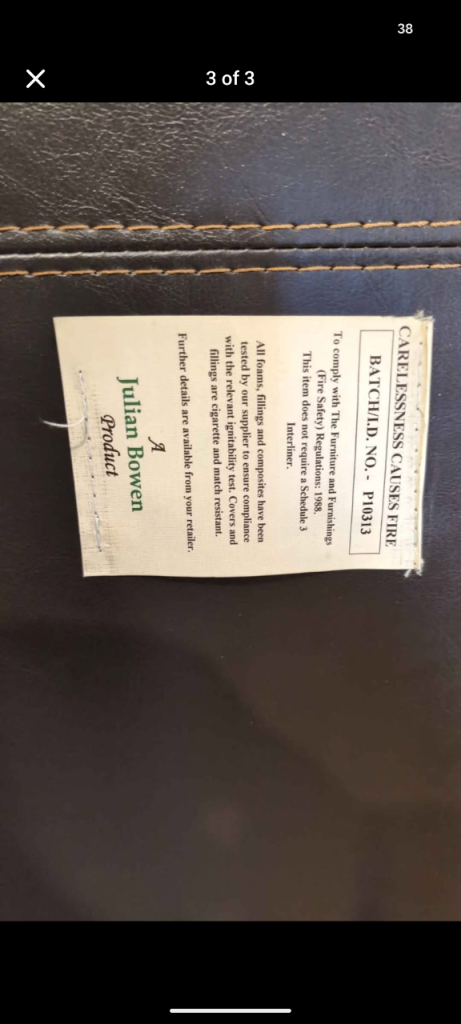 38
3 of 3
CARELESSNESS CAUSES FIRE
BATCH/I.D. NO. - P10313
To comply with The Furniture and Furnishings
(Fire Safety) Regulations: 1988.
This item does not require a Schedule 3
Interliner.
All foams, fillings and composites have been
tested by our supplier to ensure compliance
with the relevant ignitability test. Covers and
fillings are cigarette and match resistant.
Further details are available from your retailer.
A
Julian Bowen
Product